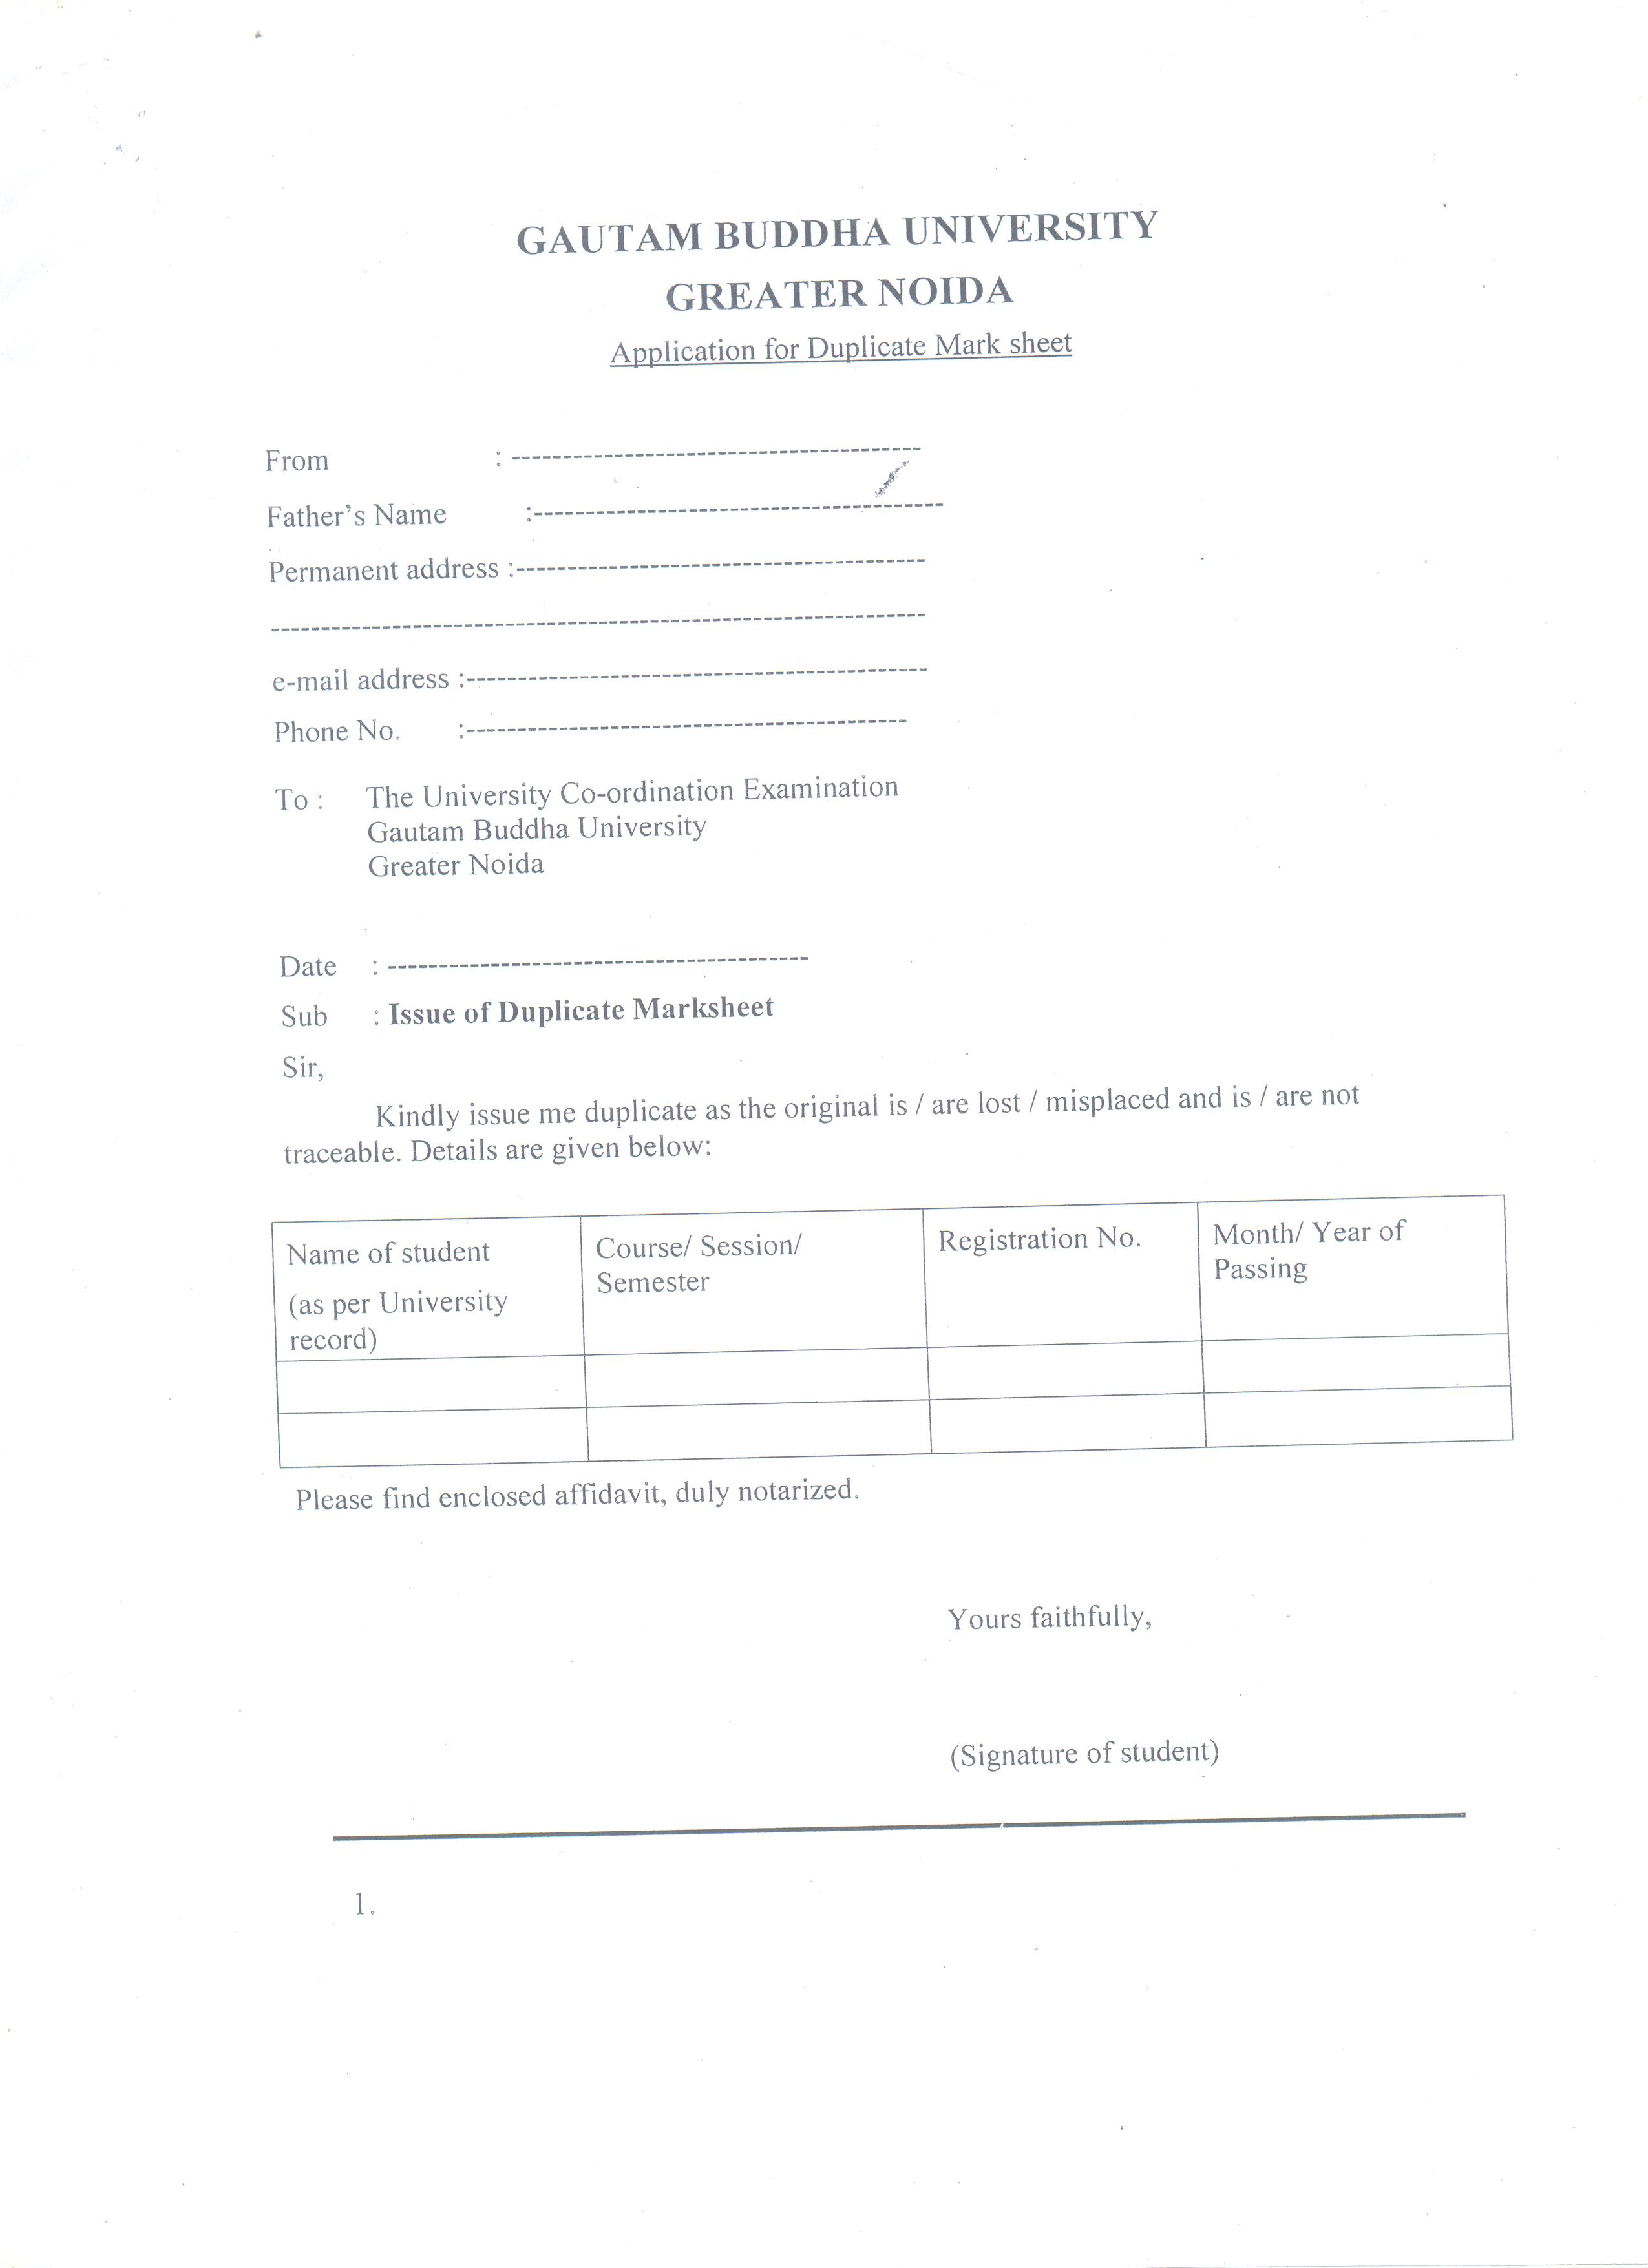 GAUTAM BUDDHA UNIVERSITY
GREATER NOIDA
Application for Duplicate Mark sheet
From : ----------------------------------------
Father's Name :----------------------------------------
Permanent address :----------------------------------------
----------------------------------------------------------------
e-mail address :---------------------------------------------
Phone No. :-------------------------------------------
To : The University Co-ordination Examination
Gautam Buddha University
Greater Noida
Date : -----------------------------------------
Sub : Issue of Duplicate Marksheet
Sir,
Kindly issue me duplicate as the original is / are lost / misplaced and is / are not
traceable. Details are given below:
Name of student
(as per University
record)
Course/ Session/
Semester
Registration No.
Month/ Year of
Passing
Please find enclosed affidavit, duly notarized.
Yours faithfully,
(Signature of student)
1.